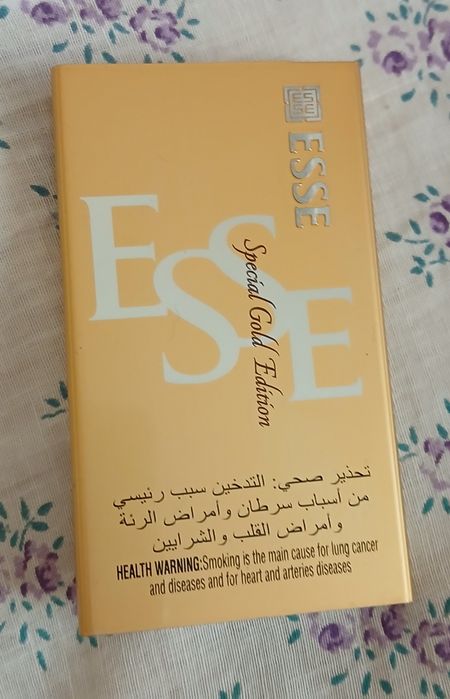 ESSE
ESSE
Special Gold Edition
تحذير صحي: التدخين سبب رئيسي
من أسباب سرطان وأمراض الرئة
وأمراض القلب والشرايين
HEALTH WARNING:Smoking is the main cause for lung cancer
and diseases and for heart and arteries diseases